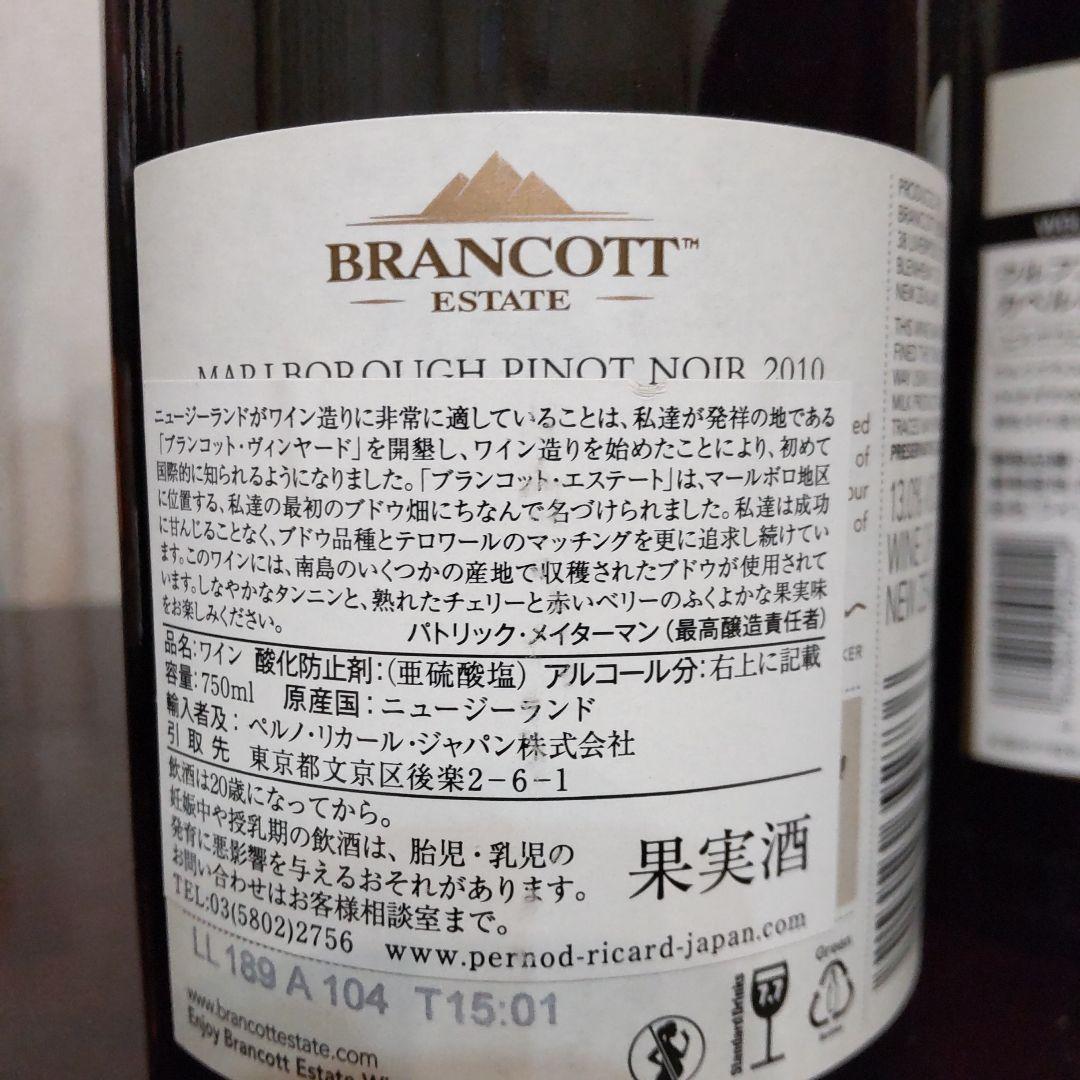 BRANCOTT™
ESTATE
MARLBOROUGH PINOT NOIR 2010
ニュージーランドがワイン造りに非常に適していることは、私達が発祥の地である
「ブランコット・ヴィンヤード」を開墾し、ワイン造りを始めたことにより、初めて
国際的に知られるようになりました。「ブランコット・エステート」は、マールボロ地区
に位置する、私達の最初のブドウ畑にちなんで名づけられました。私達は成功
に甘んじることなく、ブドウ品種とテロワールのマッチングを更に追求し続けてい
ます。このワインには、南島のいくつかの産地で収穫されたブドウが使用されて
います。しなやかなタンニンと、熟れたチェリーと赤いベリーのふくよかな果実味
をお楽しみください。
パトリック・メイターマン（最高醸造責任者）
品名：ワイン 酸化防止剤：（亜硫酸塩） アルコール分：右上に記載
容量：750ml 原産国：ニュージーランド
輸入者及：ペルノ・リカール・ジャパン株式会社
引取先 東京都文京区後楽2-6-1
飲酒は20歳になってから。
妊娠中や授乳期の飲酒は、胎児・乳児の
発育に悪影響を与えるおそれがあります。
お問い合わせはお客様相談室まで。
TEL:03(5802)2756 www.pernod-ricard-japan.com
果実酒
LL 189 A 104 T15:01
www.brancottestate.com
Enjoy Brancott Estate
ed
of
our
of
13.0%
WINE
NEW
7.7
Standard Drinks
Green